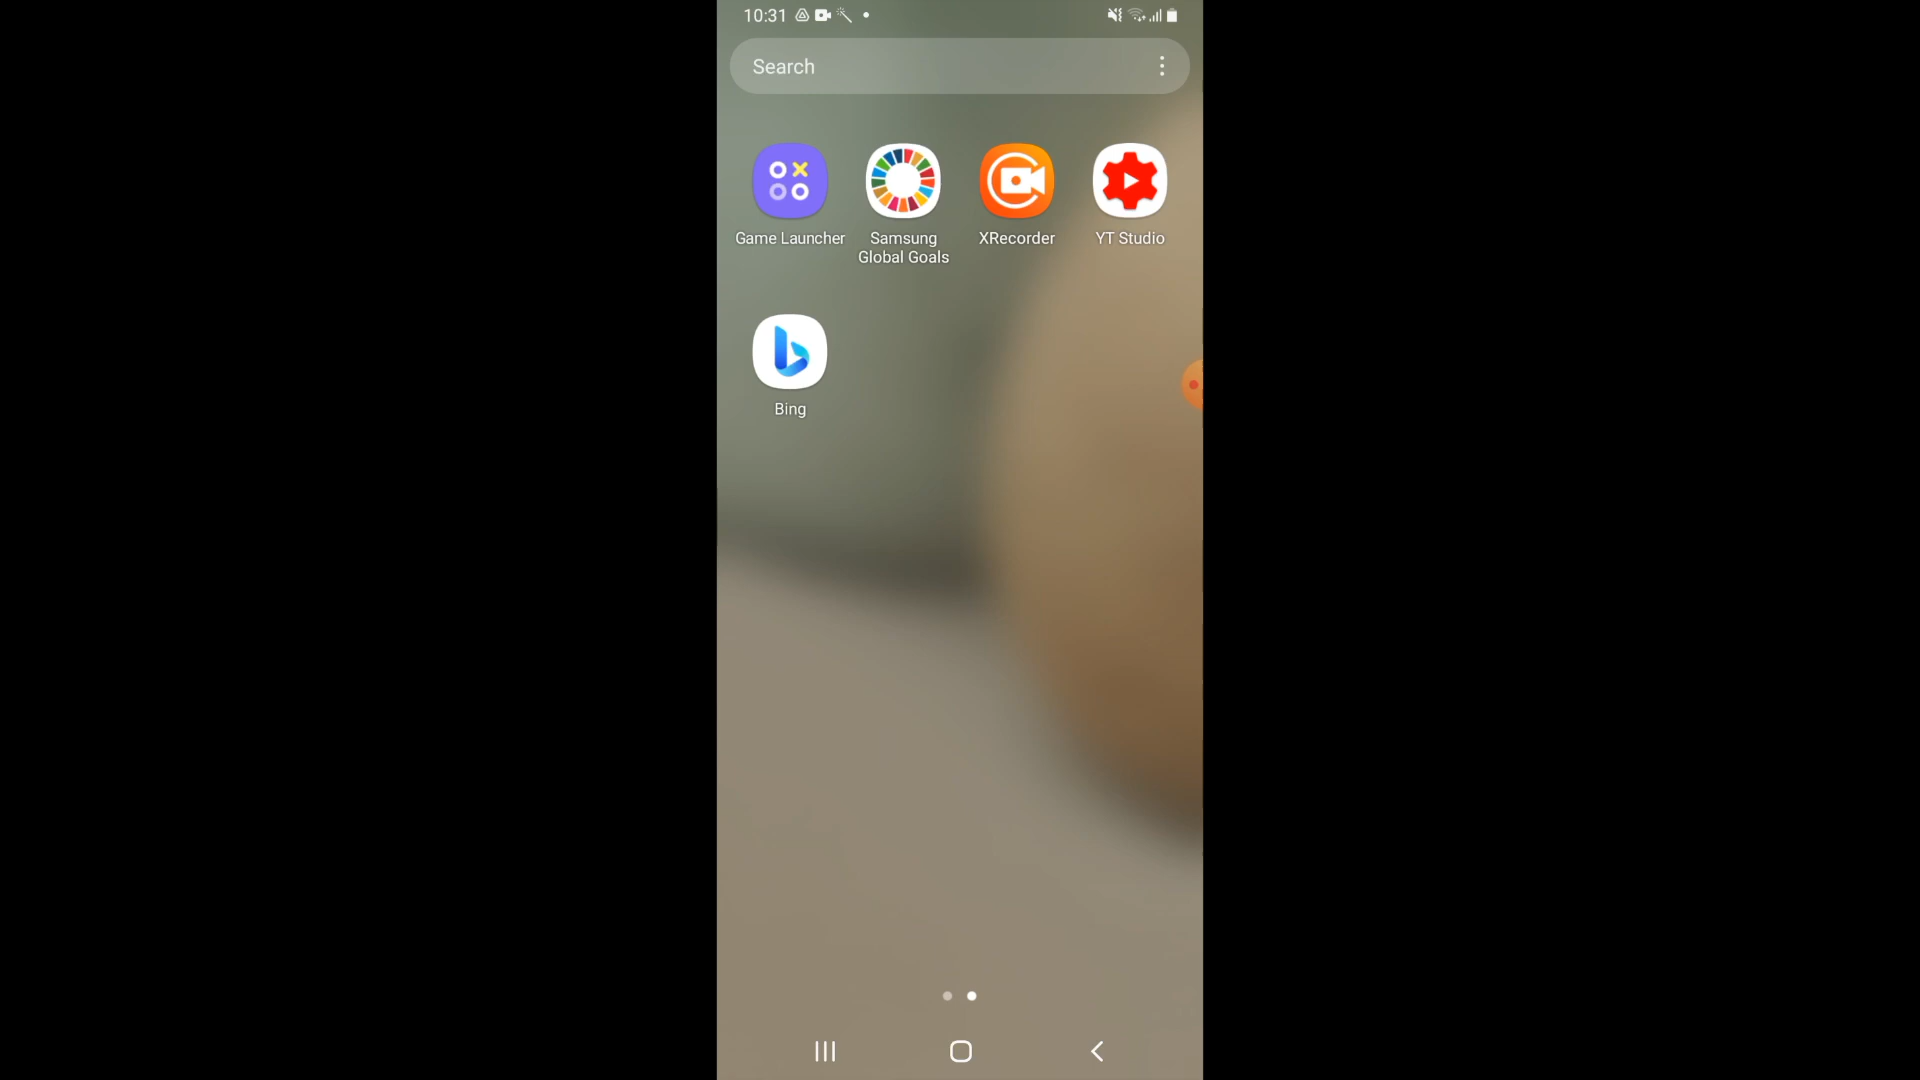 10:31
Search
Game Launcher
Samsung
Global Goals
XRecorder
YT Studio
Bing